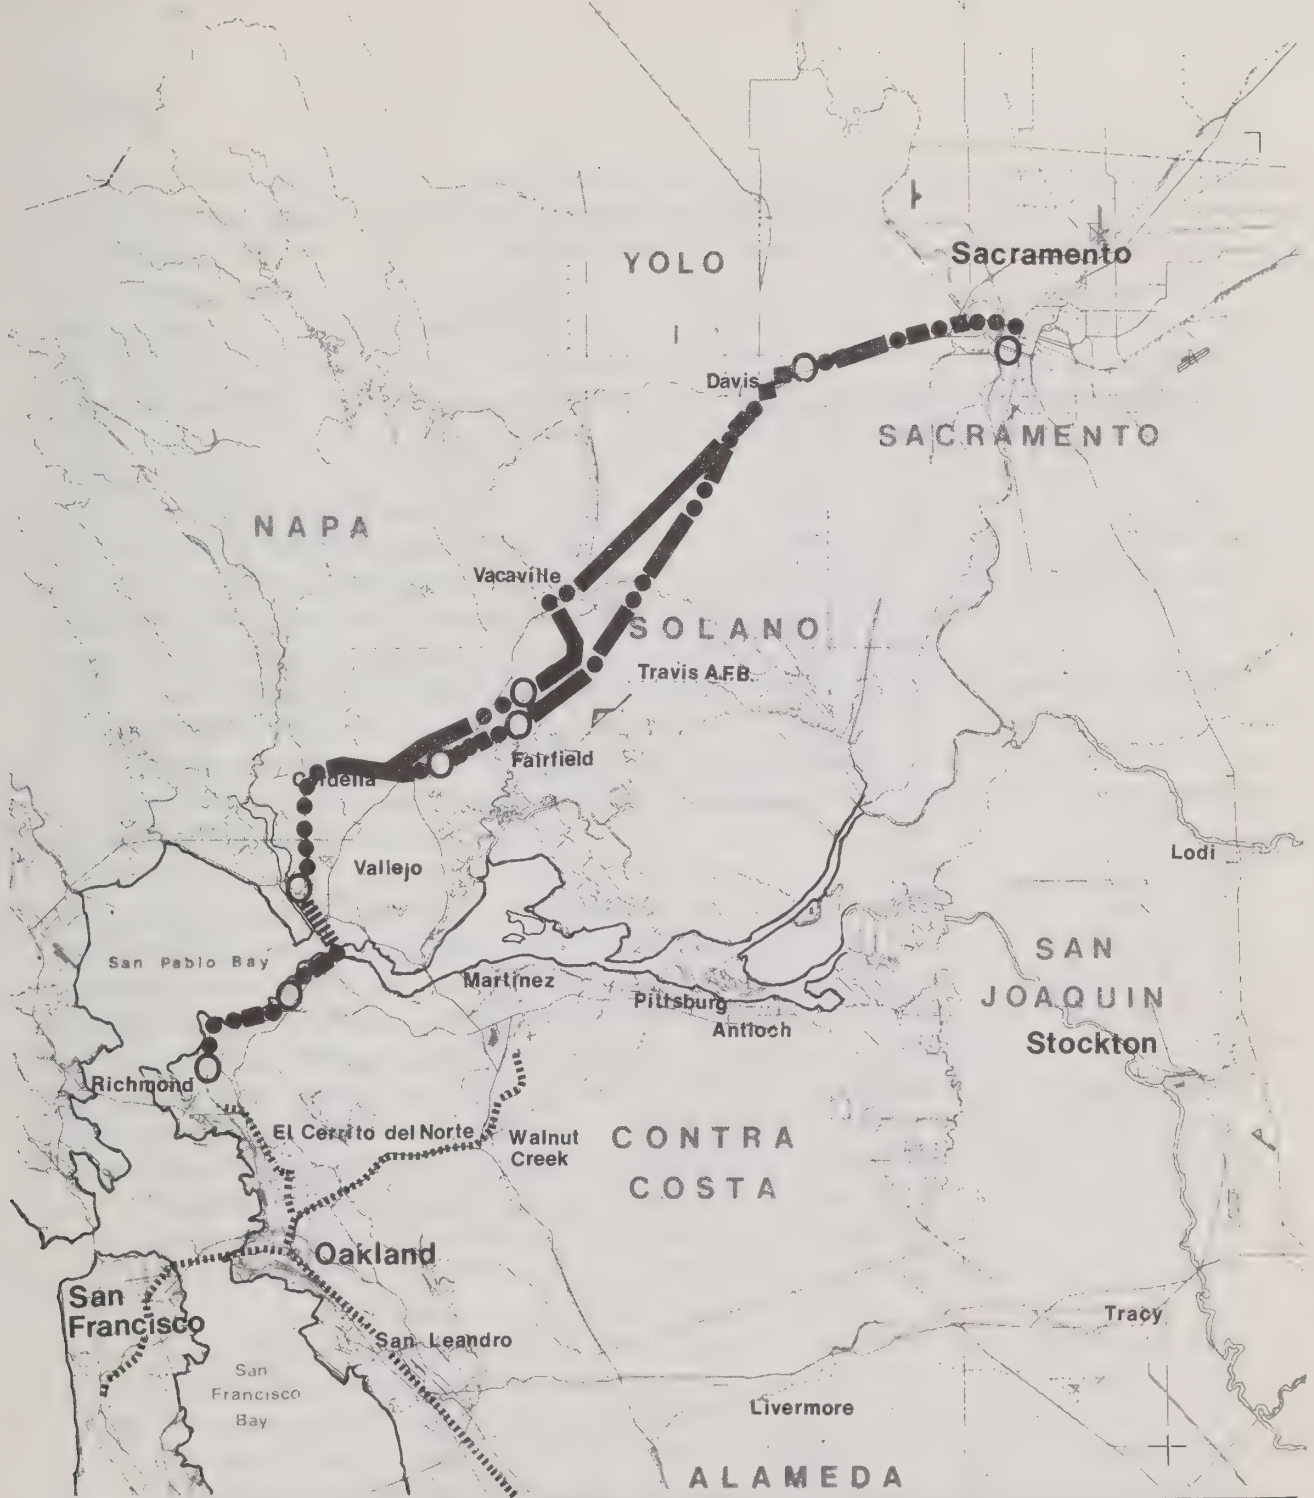 YOLO
Sacramento
Davis
SACRAMENTO
NAPA
Vacaville
SOLANO
Travis A.F.B.
Fairfield
Cordelia
Lodi
Vallejo
SAN
JOAQUIN
San Pablo Bay
Martinez
Pittsburg
Antioch
Stockton
Richmond
El Cerrito del Norte
Walnut
Creek
CONTRA
COSTA
Oakland
San
Francisco
Tracy
San Leandro
San
Francisco
Bay
Livermore
ALAMEDA